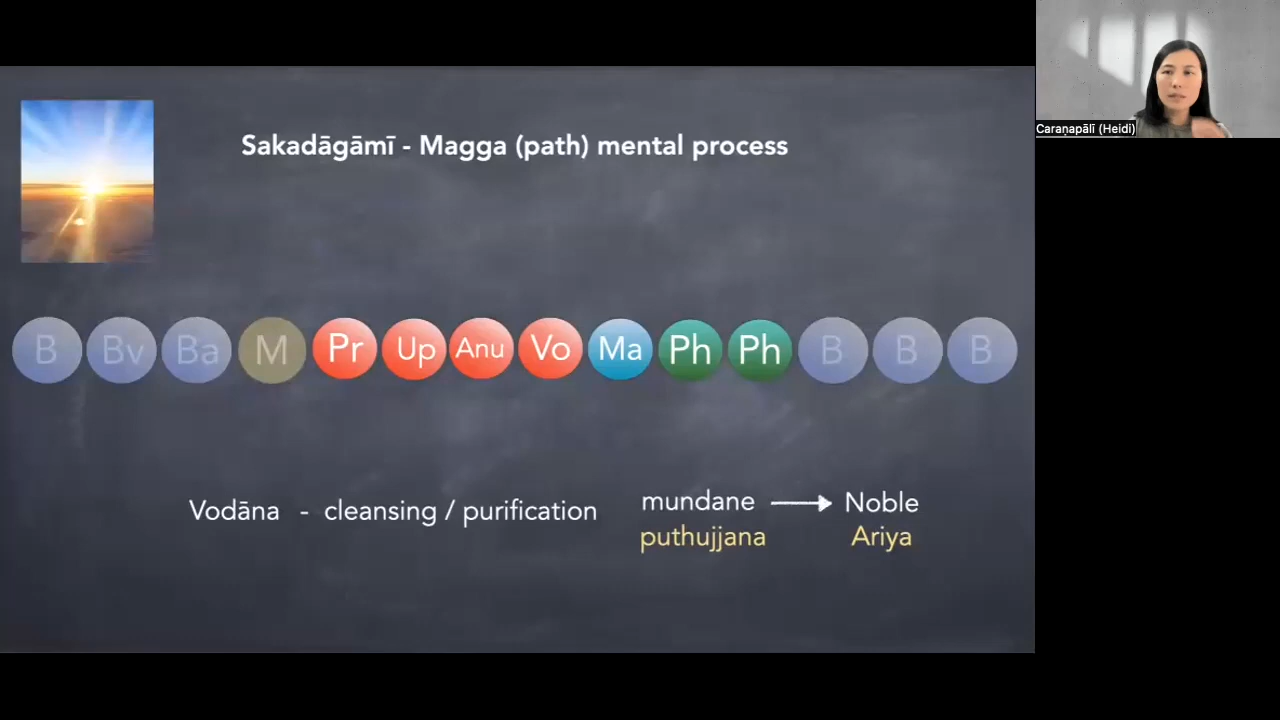 Sakadāgāmī - Magga (path) mental process
B Bv Ba M Pr Up Anu Vo Ma Ph Ph B B B
Vodāna - cleansing / purification
mundane Noble
puthujjana Ariya
Caraṇapālī (Heidi)